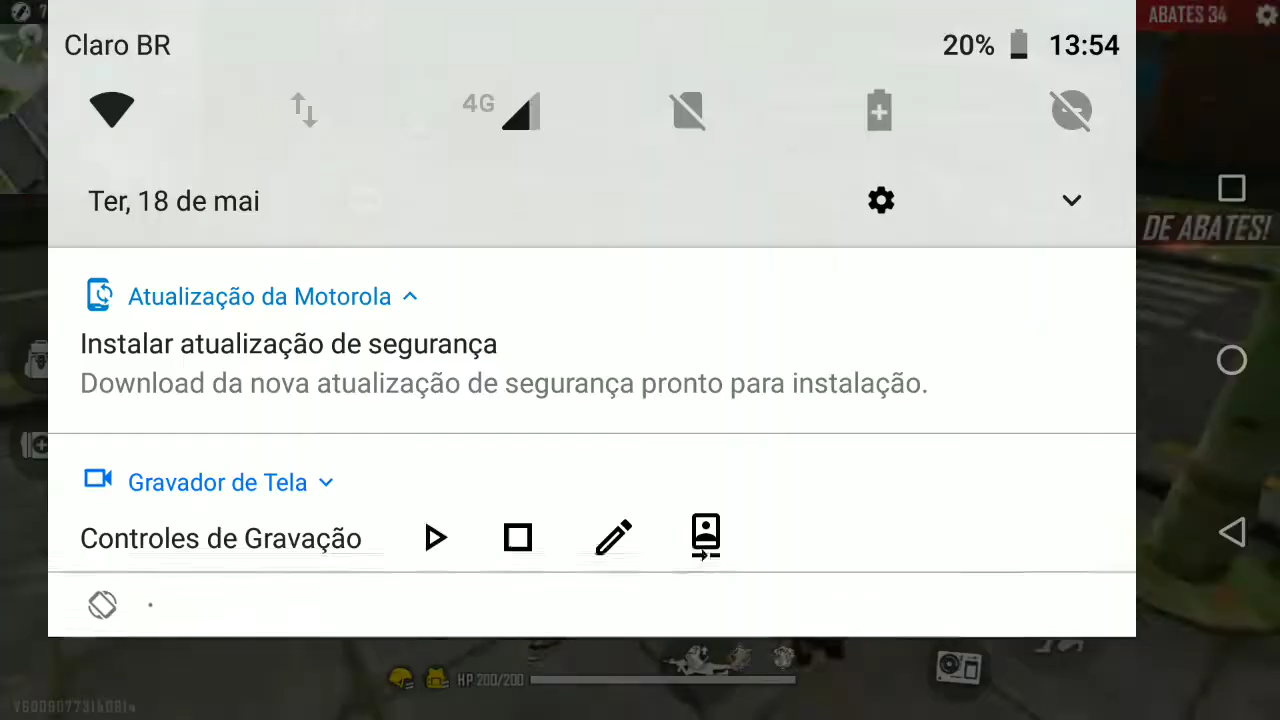 7
ABATES 34
Claro BR
20%
13:54
4G
Ter, 18 de mai
DE ABATES!
Atualização da Motorola
Instalar atualização de segurança
Download da nova atualização de segurança pronto para instalação.
Gravador de Tela
Controles de Gravação
HP 200/200